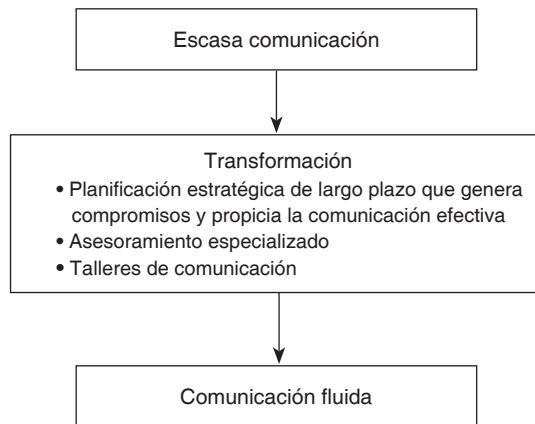 Escasa comunicación
Transformación
• Planificación estratégica de largo plazo que genera
compromisos y propicia la comunicación efectiva
• Asesoramiento especializado
• Talleres de comunicación
Comunicación fluida